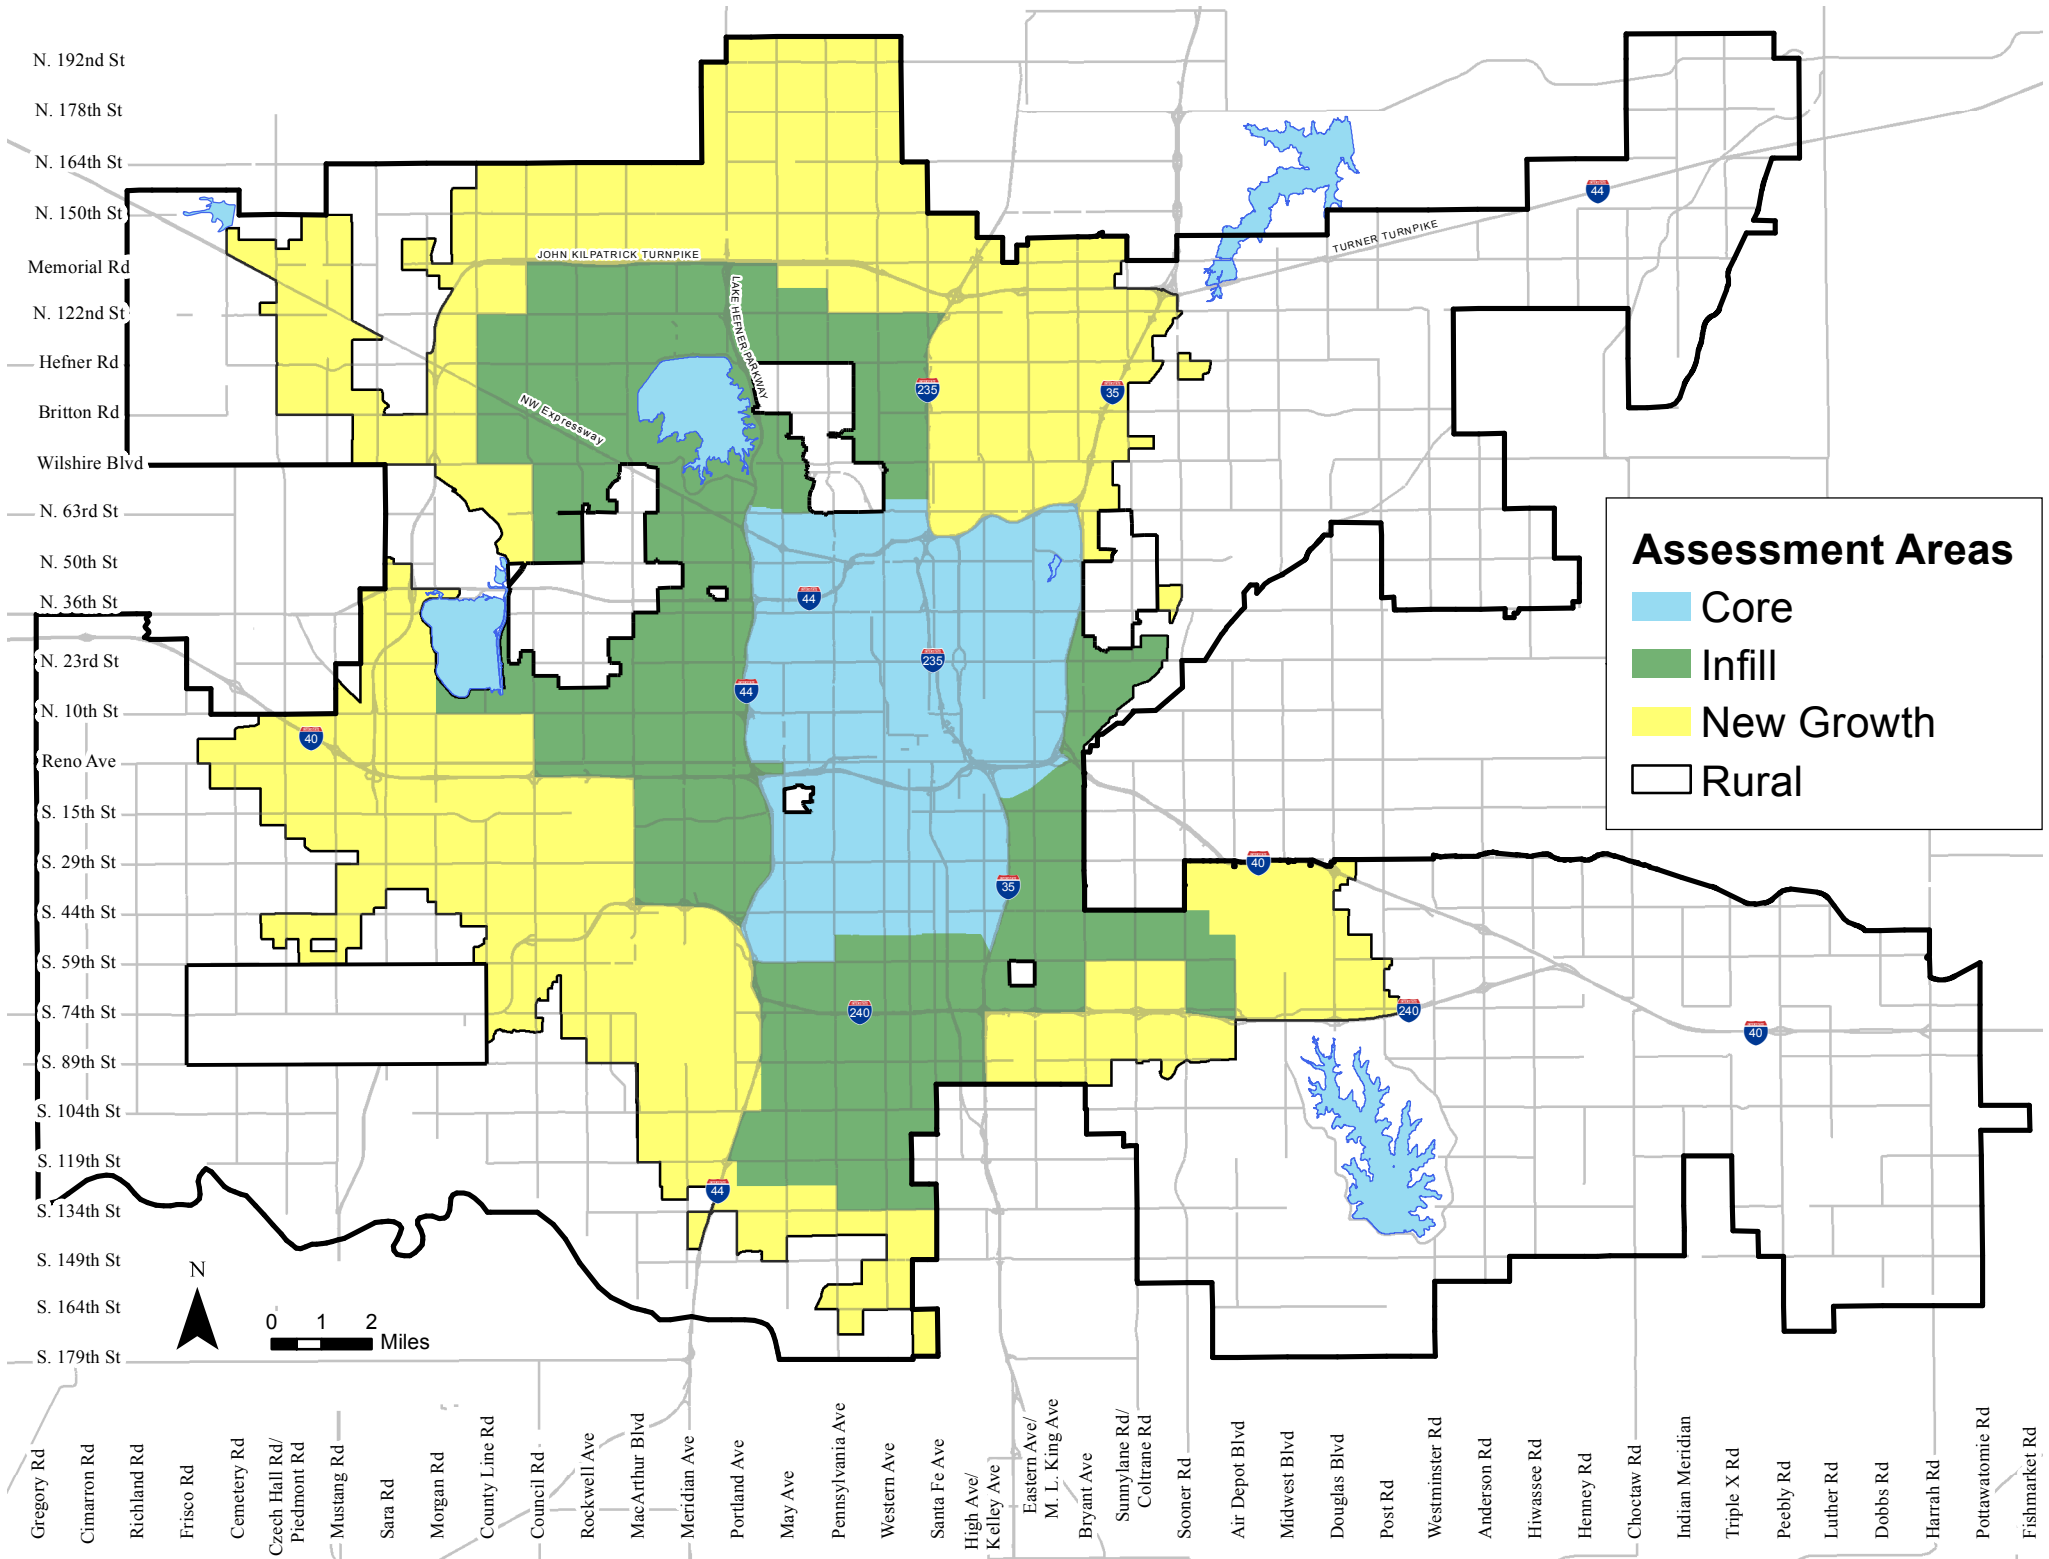 N. 192nd St
N. 178th St
N. 164th St
N. 150th St
Memorial Rd
N. 122nd St
Hefner Rd
Britton Rd
Wilshire Blvd
N. 63rd St
N. 50th St
N. 36th St
N. 23rd St
N. 10th St
Reno Ave
S. 15th St
S. 29th St
S. 44th St
S. 59th St
S. 74th St
S. 89th St
S. 104th St
S. 119th St
S. 134th St
S. 149th St
S. 164th St
S. 179th St
JOHN KILPATRICK TURNPIKE
LAKE HEFNER PARKWAY
NW Expressway
TURNER TURNPIKE
44
235
35
44
235
44
40
40
35
240
240
40
44
Assessment Areas
Core
Infill
New Growth
Rural
N
0 1 2
Miles
Gregory Rd
Cimarron Rd
Richland Rd
Frisco Rd
Cemetery Rd
Czech Hall Rd/
Piedmont Rd
Mustang Rd
Sara Rd
Morgan Rd
County Line Rd
Council Rd
Rockwell Ave
MacArthur Blvd
Meridian Ave
Portland Ave
May Ave
Pennsylvania Ave
Western Ave
Santa Fe Ave
High Ave/
Kelley Ave
Eastern Ave/
M. L. King Ave
Bryant Ave
Sunnylane Rd/
Coltrane Rd
Sooner Rd
Air Depot Blvd
Midwest Blvd
Douglas Blvd
Post Rd
Westminster Rd
Anderson Rd
Hiwassee Rd
Henney Rd
Choctaw Rd
Indian Meridian
Triple X Rd
Peebly Rd
Luther Rd
Dobbs Rd
Harrah Rd
Pottawatomie Rd
Fishmarket Rd